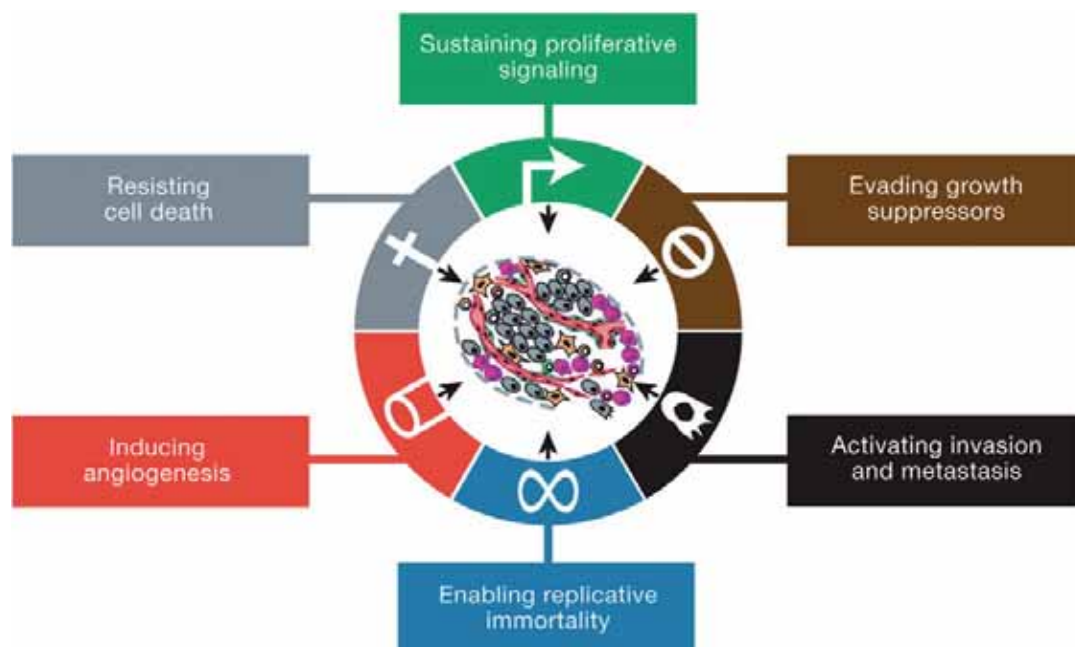 Sustaining proliferative
signaling
Resisting
cell death
Evading growth
suppressors
Inducing
angiogenesis
Activating invasion
and metastasis
Enabling replicative
immortality